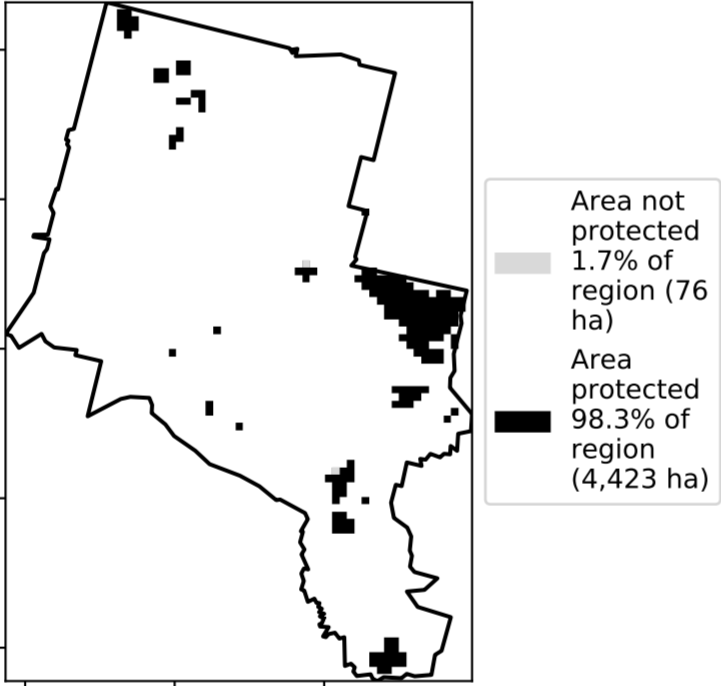 Area not
protected
1.7% of
region (76
ha)
Area
protected
98.3% of
region
(4,423 ha)